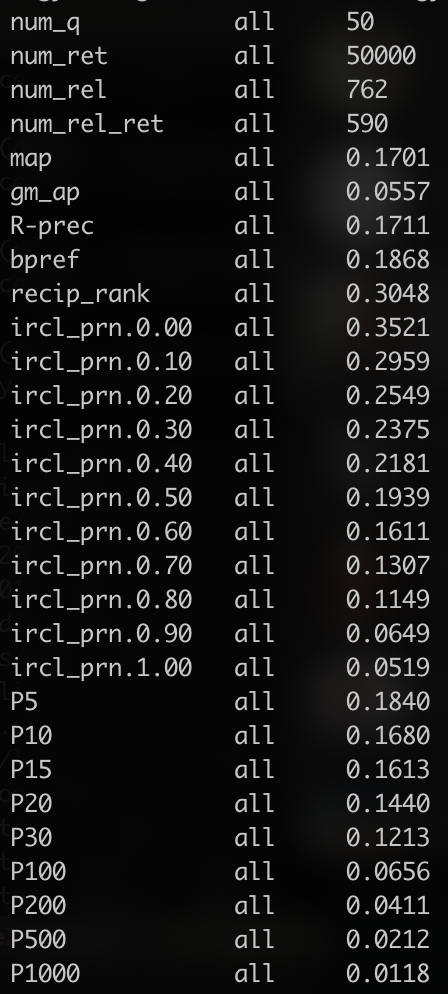 num_q all 50
num_ret all 50000
num_rel all 762
num_rel_ret all 590
map all 0.1701
gm_ap all 0.0557
R-prec all 0.1711
bpref all 0.1868
recip_rank all 0.3048
ircl_prn.0.00 all 0.3521
ircl_prn.0.10 all 0.2959
ircl_prn.0.20 all 0.2549
ircl_prn.0.30 all 0.2375
ircl_prn.0.40 all 0.2181
ircl_prn.0.50 all 0.1939
ircl_prn.0.60 all 0.1611
ircl_prn.0.70 all 0.1307
ircl_prn.0.80 all 0.1149
ircl_prn.0.90 all 0.0649
ircl_prn.1.00 all 0.0519
P5 all 0.1840
P10 all 0.1680
P15 all 0.1613
P20 all 0.1440
P30 all 0.1213
P100 all 0.0656
P200 all 0.0411
P500 all 0.0212
P1000 all 0.0118